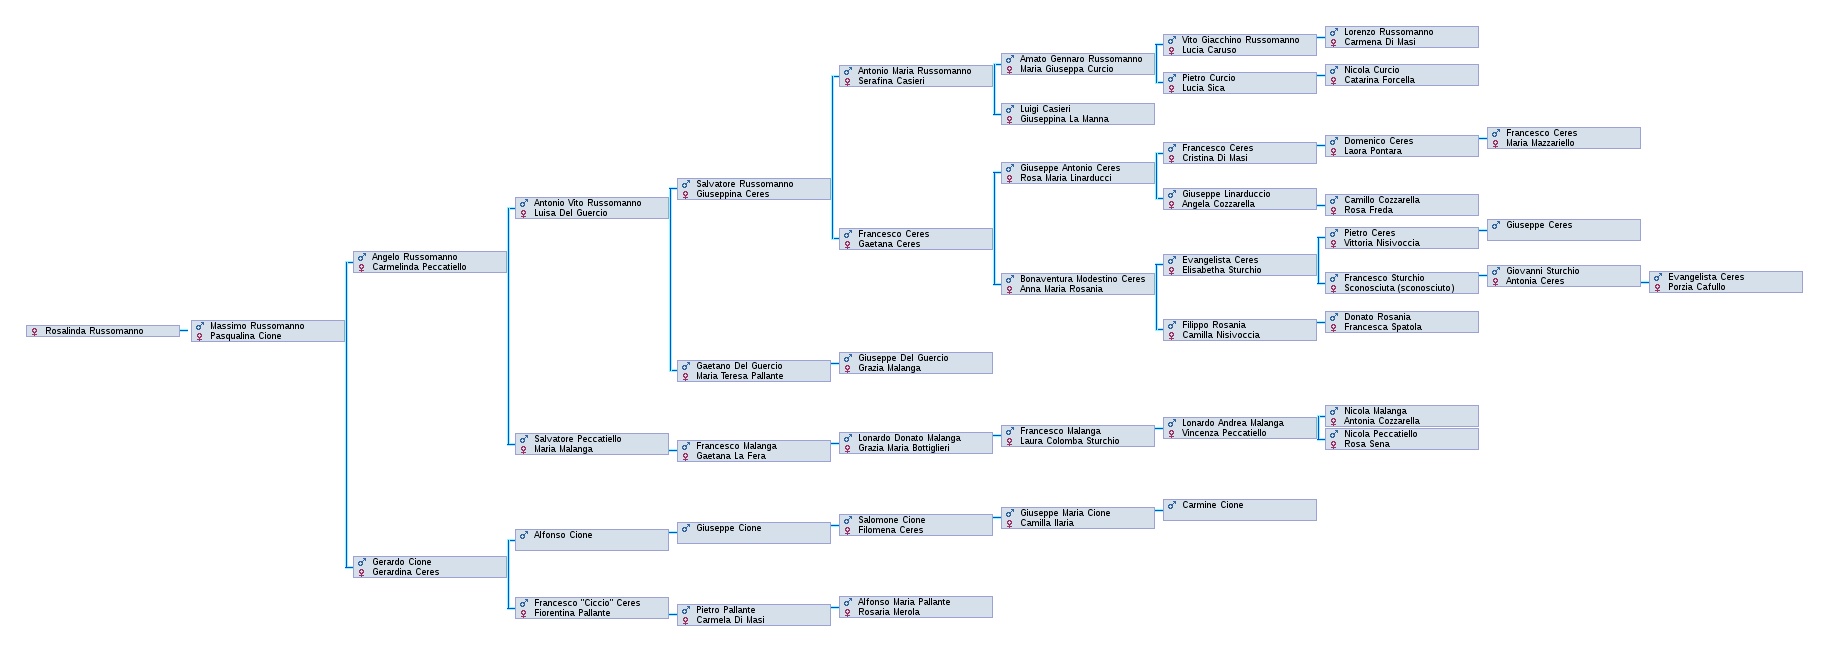 Rosalinda Russomanno
Massimo Russomanno
Pasqualina Cione
Angelo Russomanno
Carmelinda Peccatiello
Gerardo Cione
Gerardina Ceres
Antonio Vito Russomanno
Luisa Del Guercio
Salvatore Peccatiello
Maria Malanga
Alfonso Cione
Francesco "Ciccio" Ceres
Fiorentina Pallante
Salvatore Russomanno
Giuseppina Ceres
Gaetano Del Guercio
Maria Teresa Pallante
Francesco Malanga
Gaetana La Fera
Giuseppe Cione
Pietro Pallante
Carmela Di Masi
Antonio Maria Russomanno
Serafina Casieri
Francesco Ceres
Gaetana Ceres
Giuseppe Del Guercio
Grazia Malanga
Lonardo Donato Malanga
Grazia Maria Bottiglieri
Salomone Cione
Filomena Ceres
Alfonso Maria Pallante
Rosaria Merola
Amato Gennaro Russomanno
Maria Giuseppa Curcio
Luigi Casieri
Giuseppina La Manna
Giuseppe Antonio Ceres
Rosa Maria Linarducci
Bonaventura Modestino Ceres
Anna Maria Rosania
Francesco Malanga
Laura Colomba Sturchio
Giuseppe Maria Cione
Camilla Ilaria
Vito Giacchino Russomanno
Lucia Caruso
Pietro Curcio
Lucia Sica
Francesco Ceres
Cristina Di Masi
Giuseppe Linarduccio
Angela Cozzarella
Evangelista Ceres
Elisabetha Sturchio
Filippo Rosania
Camilla Nisivoccia
Lonardo Andrea Malanga
Vincenza Peccatiello
Carmine Cione
Lorenzo Russomanno
Carmena Di Masi
Nicola Curcio
Catarina Forcella
Domenico Ceres
Laora Pontara
Camillo Cozzarella
Rosa Freda
Pietro Ceres
Vittoria Nisivoccia
Francesco Sturchio
Sconosciuta (sconosciuto)
Donato Rosania
Francesca Spatola
Nicola Malanga
Antonia Cozzarella
Nicola Peccatiello
Rosa Sena
Francesco Ceres
Maria Mazzariello
Giuseppe Ceres
Giovanni Sturchio
Antonia Ceres
Evangelista Ceres
Porzia Cafullo